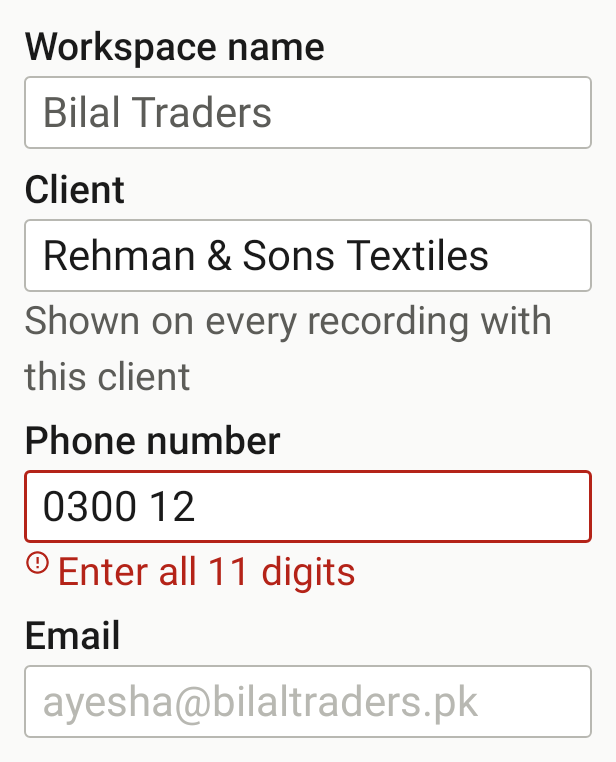 Workspace name
Bilal Traders
Client
Rehman & Sons Textiles
Shown on every recording with
this client
Phone number
0300 12
Enter all 11 digits
Email
ayesha@bilaltraders.pk